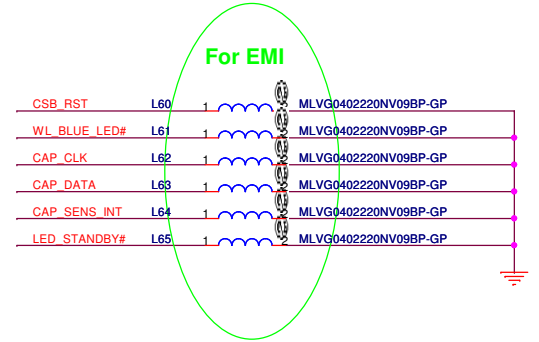 For EMI
CSB_RST L60 1 2 MLVG0402220NV09BP-GP
WL_BLUE_LED# L61 1 2 MLVG0402220NV09BP-GP
CAP_CLK L62 1 2 MLVG0402220NV09BP-GP
CAP_DATA L63 1 2 MLVG0402220NV09BP-GP
CAP_SENS_INT L64 1 2 MLVG0402220NV09BP-GP
LED_STANDBY# L65 1 2 MLVG0402220NV09BP-GP